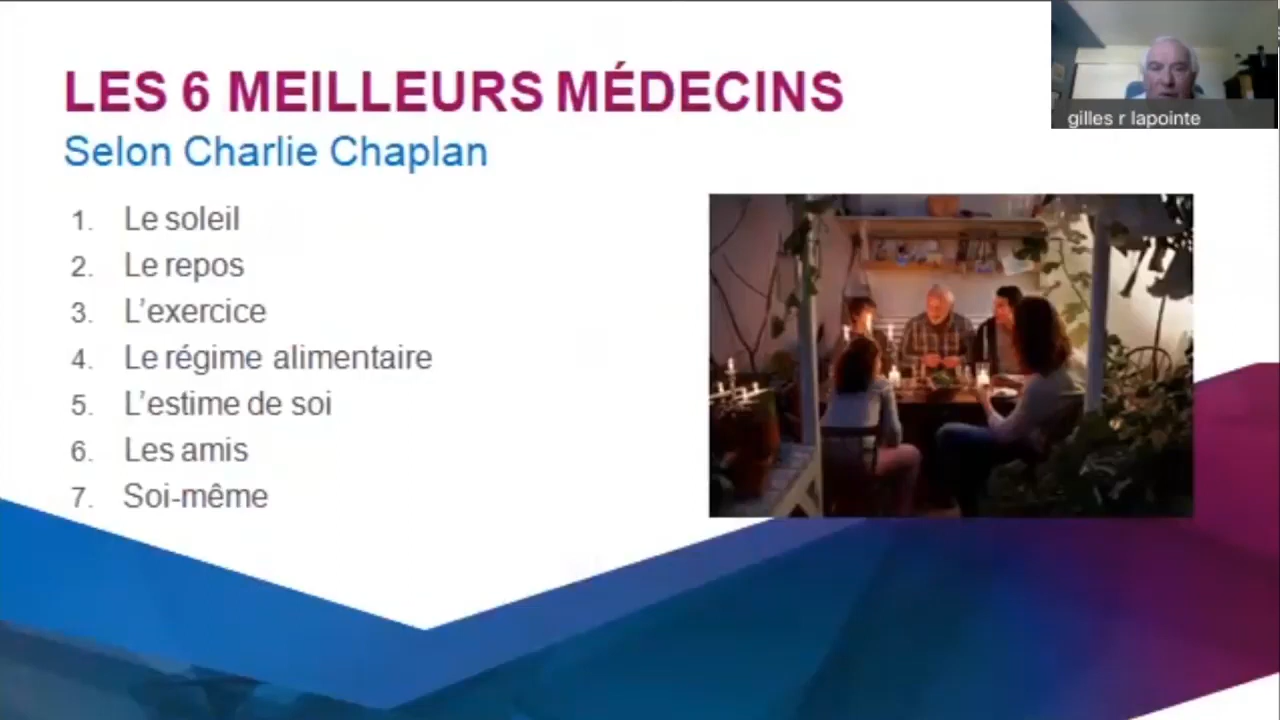 LES 6 MEILLEURS MÉDECINS
Selon Charlie Chaplan
1. Le soleil
2. Le repos
3. L'exercice
4. Le régime alimentaire
5. L'estime de soi
6. Les amis
7. Soi-même
gilles r lapointe